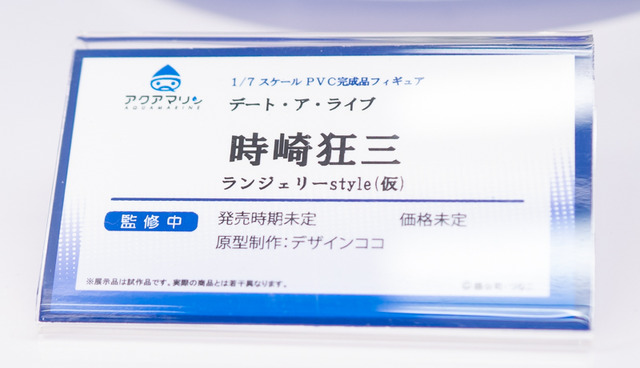 アクアマリン
AQUAMARINE
1/7 スケール PVC完成品フィギュア
デート・ア・ライブ
時崎狂三
ランジェリーstyle(仮)
監修中 発売時期未定 価格未定
原型制作：デザインココ
※展示品は試作品です。実際の商品とは若干異なります。